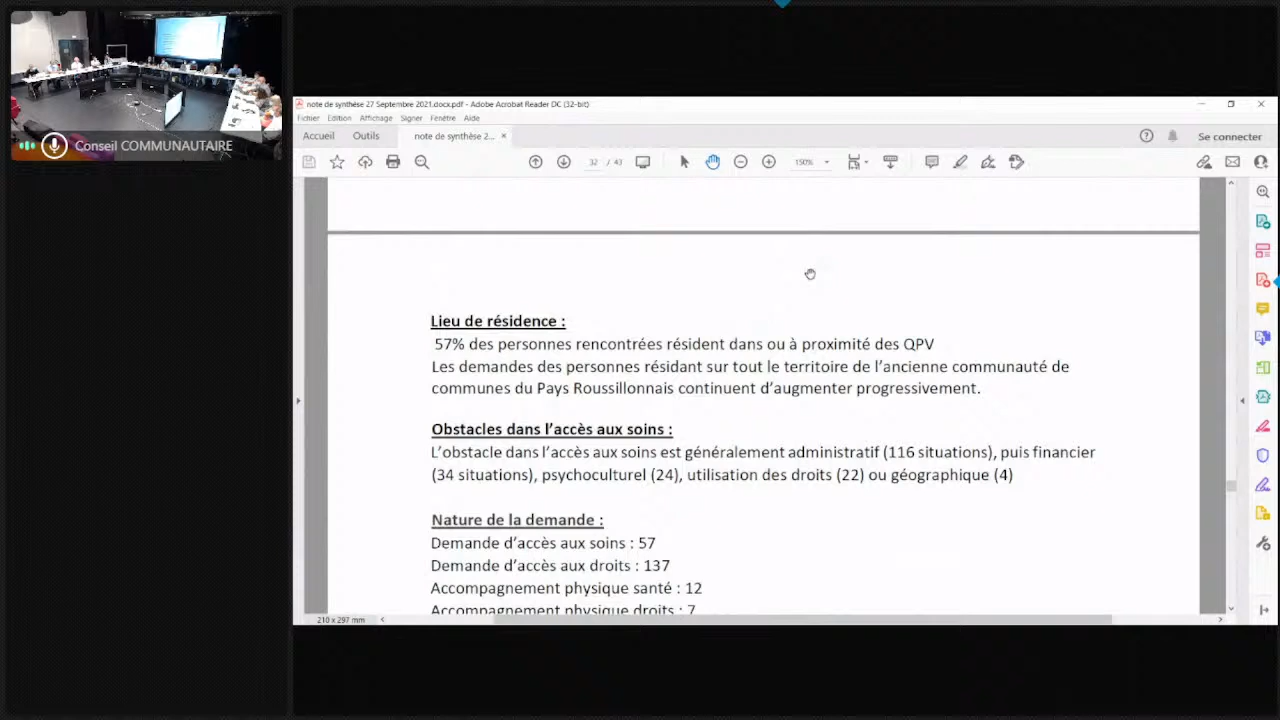 Conseil COMMUNAUTAIRE
note de synthèse 27 Septembre 2021.docx.pdf - Adobe Acrobat Reader DC (32-bit)
Fichier Edition Affichage Signer Fenêtre Aide
Accueil Outils note de synthèse 2... × Se connecter
32 / 43 150%
Lieu de résidence :
57% des personnes rencontrées résident dans ou à proximité des QPV
Les demandes des personnes résidant sur tout le territoire de l’ancienne communauté de
communes du Pays Roussillonnais continuent d’augmenter progressivement.
Obstacles dans l’accès aux soins :
L’obstacle dans l’accès aux soins est généralement administratif (116 situations), puis financier
(34 situations), psychoculturel (24), utilisation des droits (22) ou géographique (4)
Nature de la demande :
Demande d’accès aux soins : 57
Demande d’accès aux droits : 137
Accompagnement physique santé : 12
Accompagnement physique droits : 7
210 x 297 mm